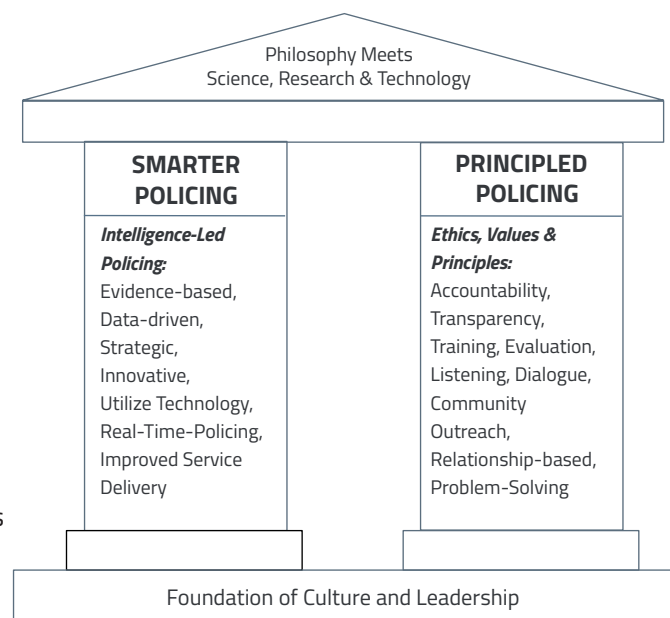 Philosophy Meets
Science, Research & Technology
SMARTER
POLICING
Intelligence-Led
Policing:
Evidence-based,
Data-driven,
Strategic,
Innovative,
Utilize Technology,
Real-Time-Policing,
Improved Service
Delivery
PRINCIPLED
POLICING
Ethics, Values &
Principles:
Accountability,
Transparency,
Training, Evaluation,
Listening, Dialogue,
Community
Outreach,
Relationship-based,
Problem-Solving
s
Foundation of Culture and Leadership